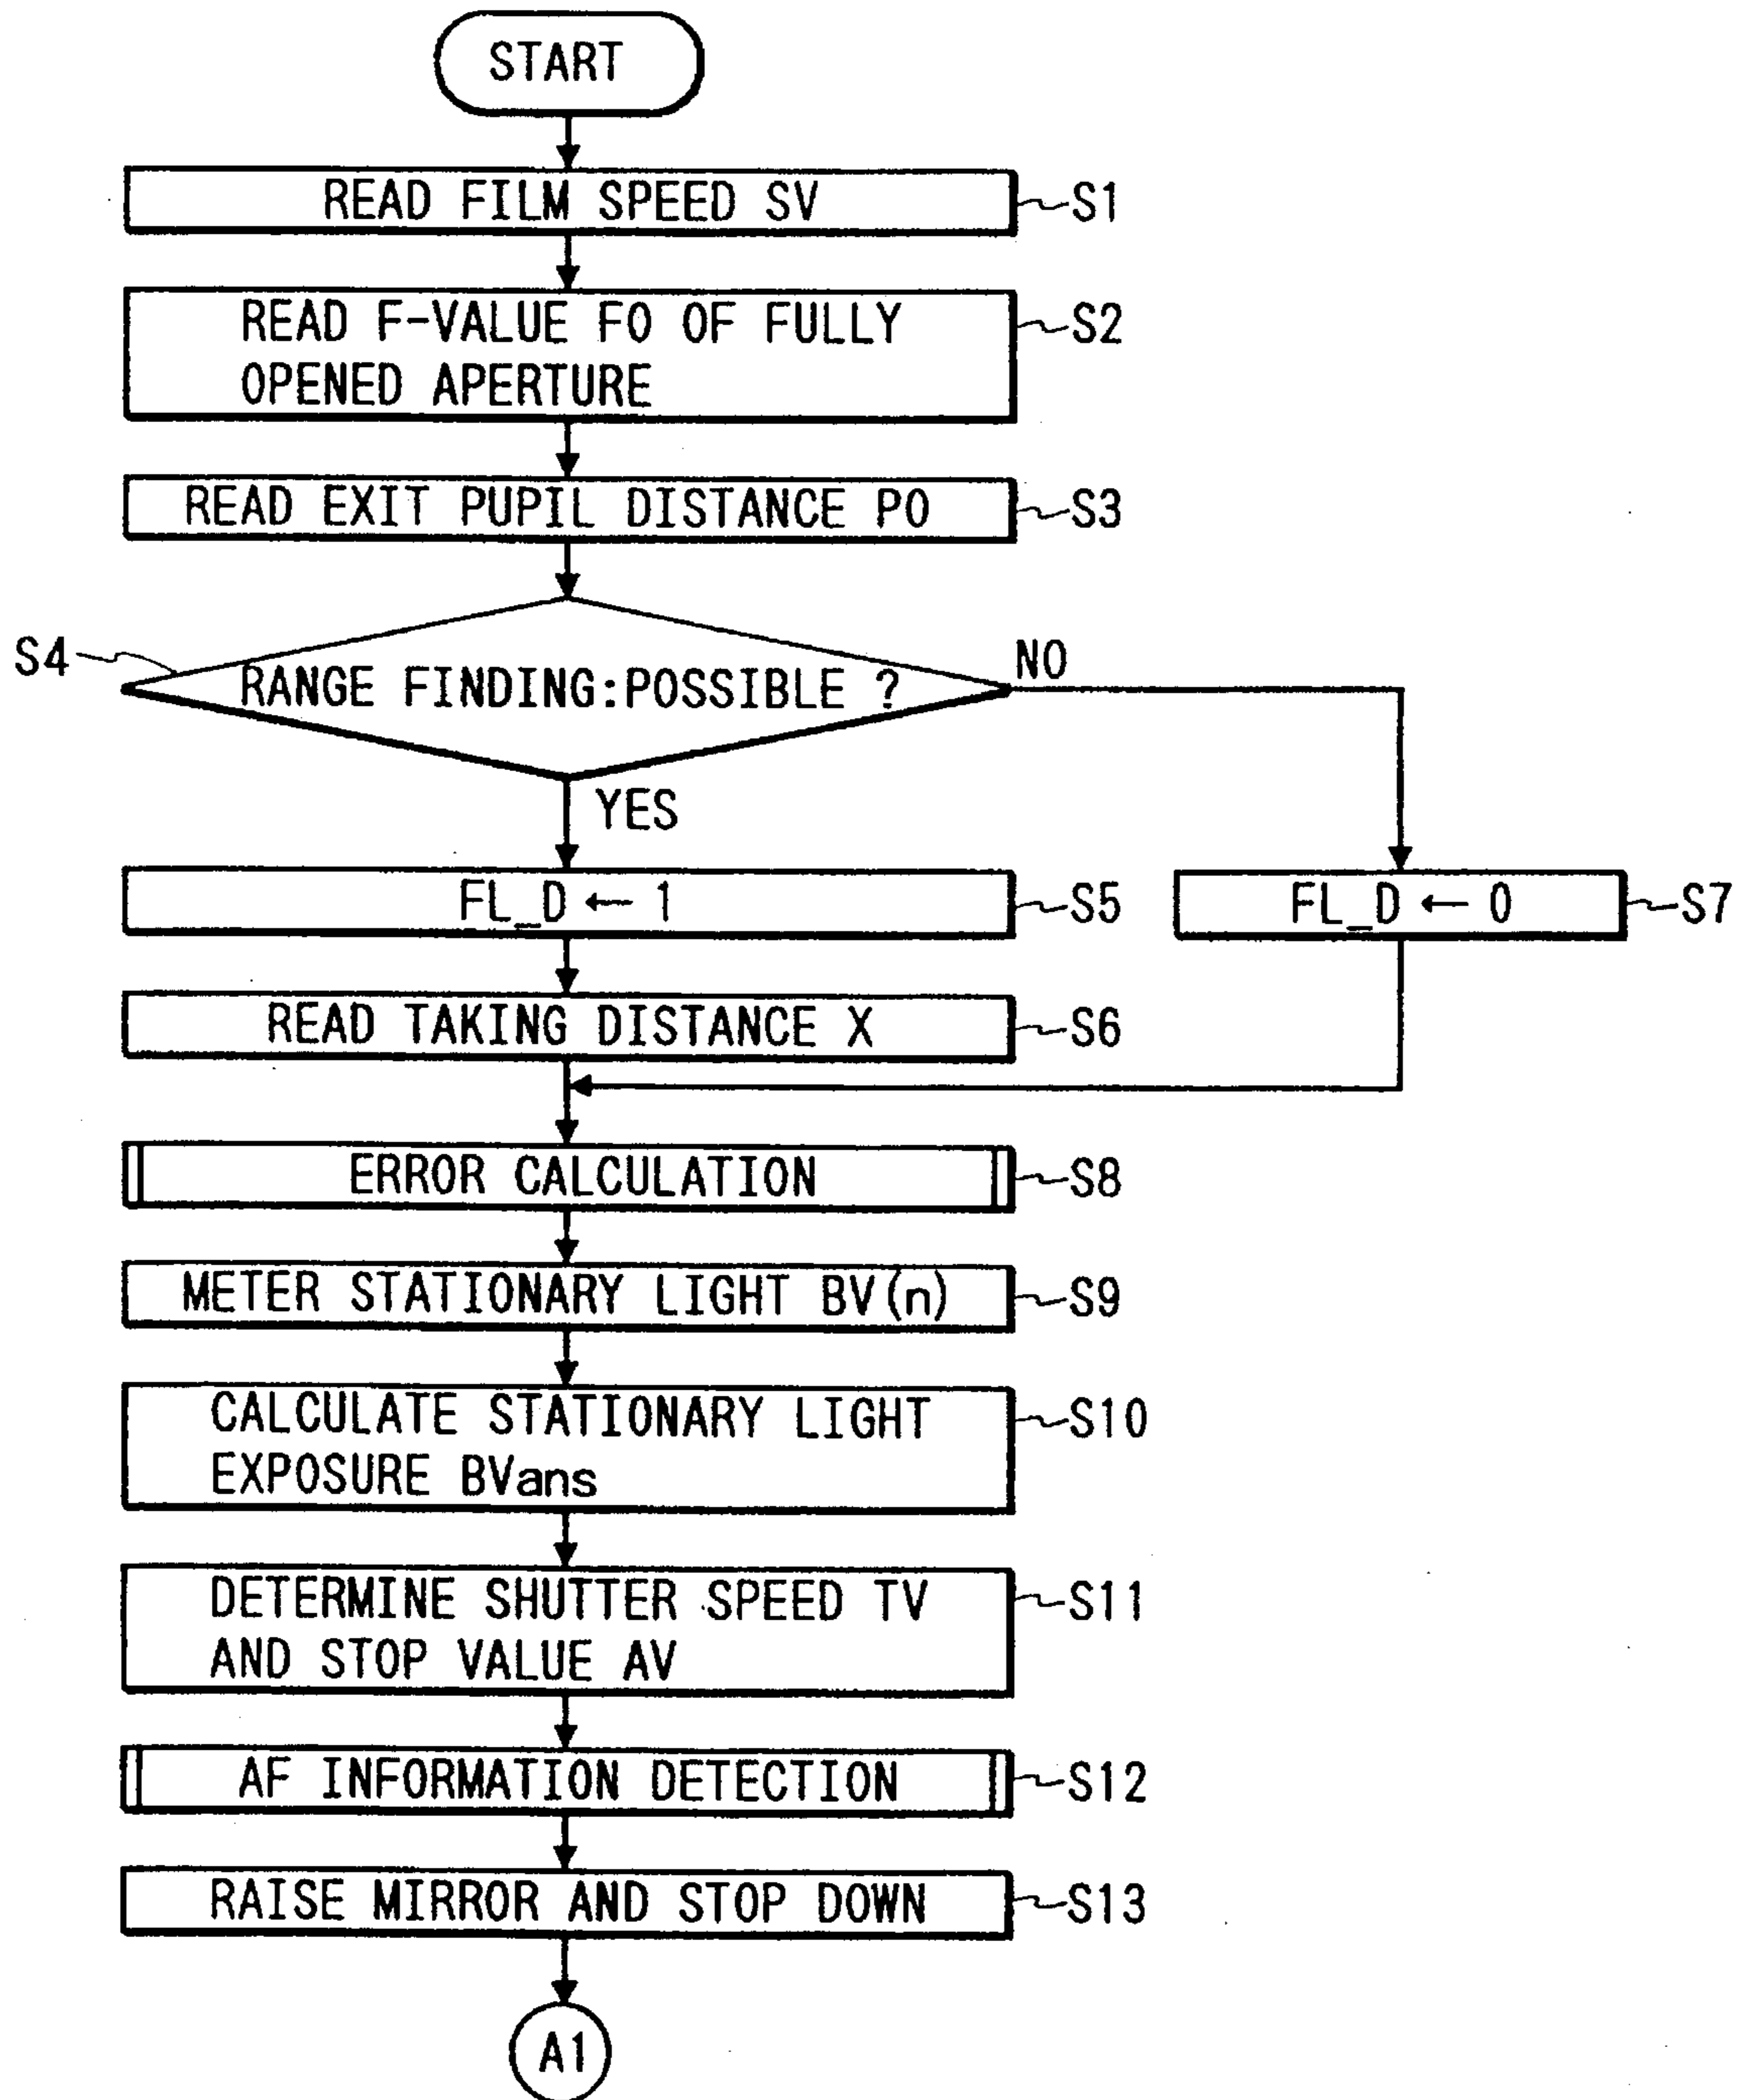 START
READ FILM SPEED SV
S1
READ F-VALUE F0 OF FULLY
OPENED APERTURE
S2
READ EXIT PUPIL DISTANCE P0
S3
S4
RANGE FINDING:POSSIBLE ?
NO
YES
FL_D ← 1
S5
FL_D ← 0
S7
READ TAKING DISTANCE X
S6
ERROR CALCULATION
S8
METER STATIONARY LIGHT BV(n)
S9
CALCULATE STATIONARY LIGHT
EXPOSURE BVans
S10
DETERMINE SHUTTER SPEED TV
AND STOP VALUE AV
S11
AF INFORMATION DETECTION
S12
RAISE MIRROR AND STOP DOWN
S13
A1